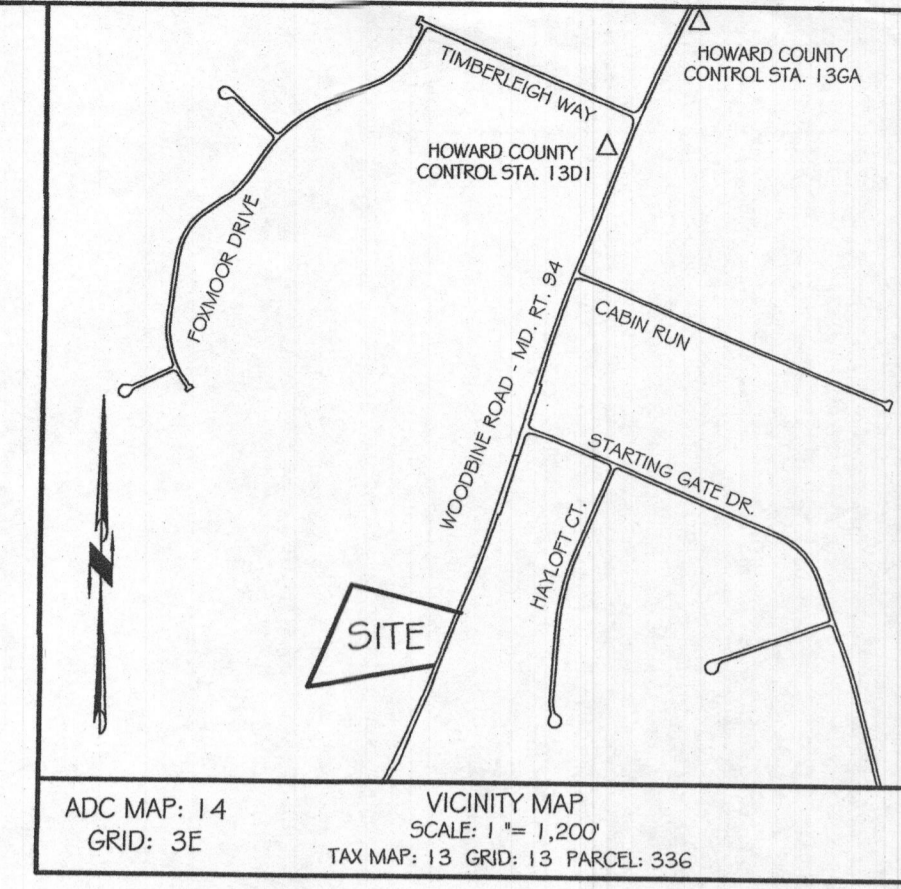 HOWARD COUNTY
CONTROL STA. 13GA
TIMBERLEIGH WAY
HOWARD COUNTY
CONTROL STA. 13D1
FOXMOOR DRIVE
WOODBINE ROAD - MD. RT. 94
CABIN RUN
STARTING GATE DR.
HAYLOFT CT.
SITE
ADC MAP: 14
GRID: 3E
VICINITY MAP
SCALE: 1 "= 1,200'
TAX MAP: 13 GRID: 13 PARCEL: 336